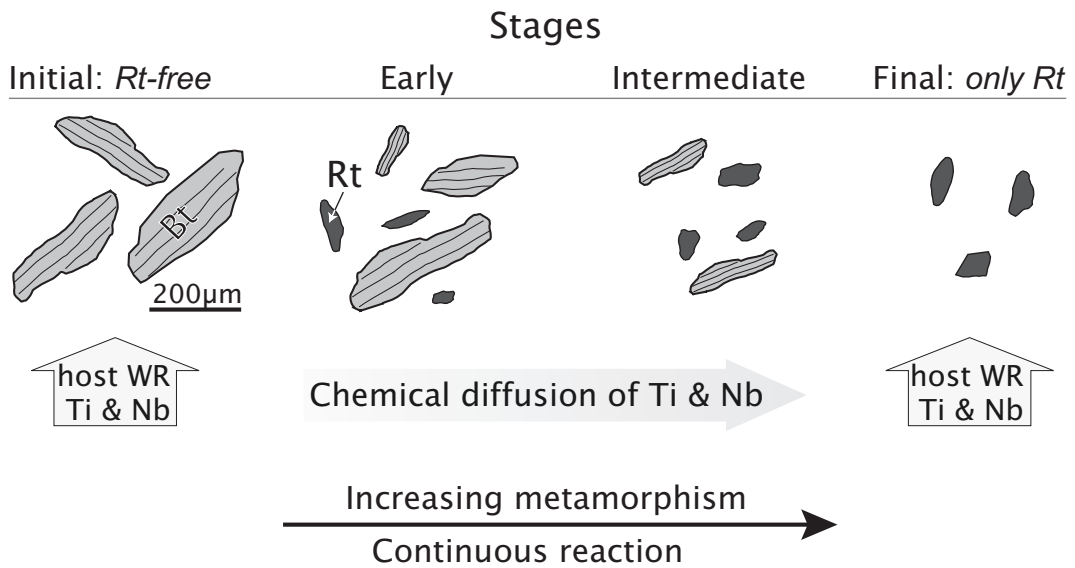 Stages
Initial: Rt-free
Early
Intermediate
Final: only Rt
Rt
Bt
200µm
host WR
Ti & Nb
Chemical diffusion of Ti & Nb
host WR
Ti & Nb
Increasing metamorphism
Continuous reaction